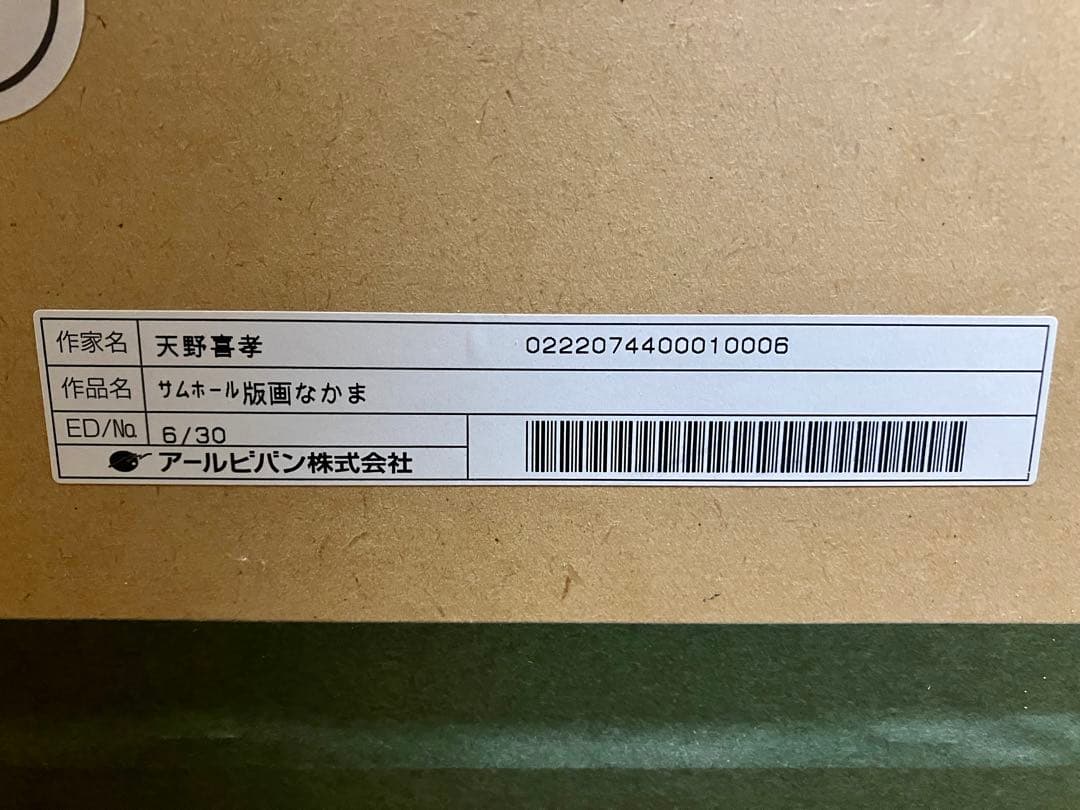 作家名 天野喜孝 0222074400010006
作品名 サムホール版画なかま
ED/No. 6/30
アールビバン株式会社